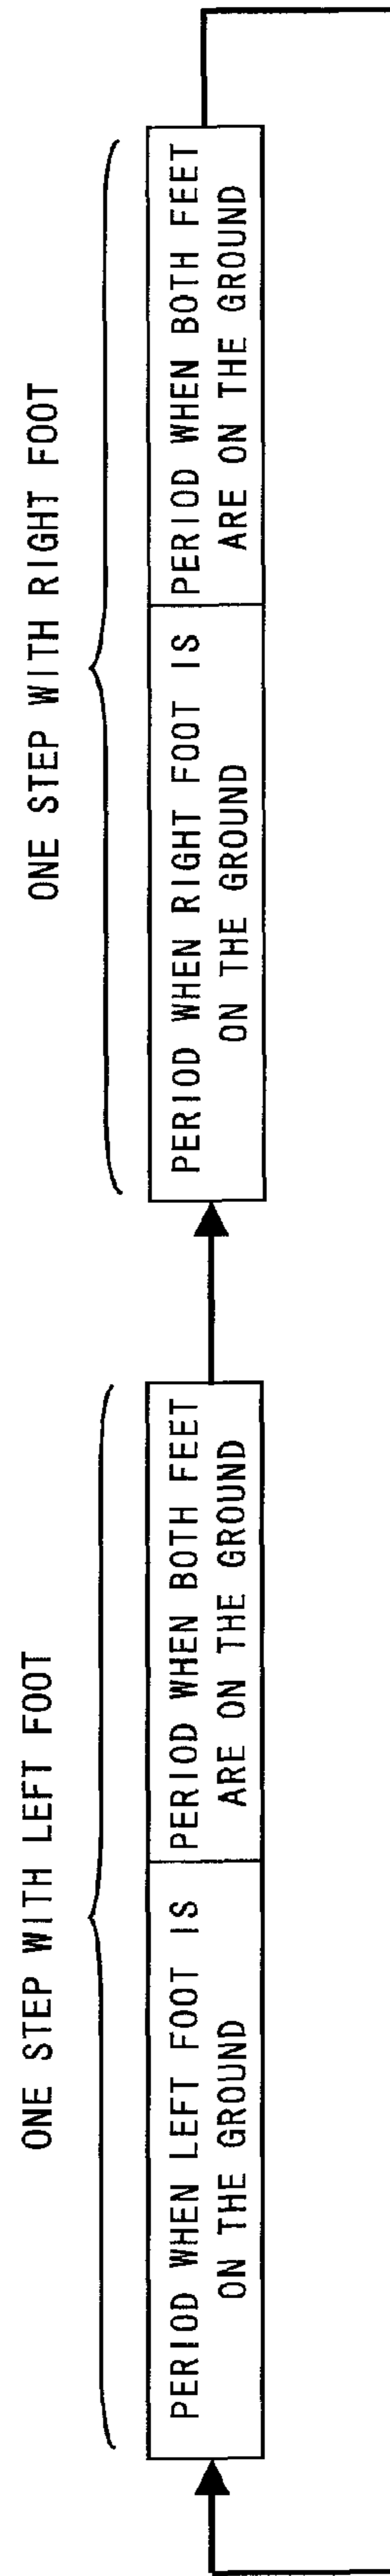 ONE STEP WITH LEFT FOOT
PERIOD WHEN LEFT FOOT IS
ON THE GROUND
PERIOD WHEN BOTH FEET
ARE ON THE GROUND
ONE STEP WITH RIGHT FOOT
PERIOD WHEN RIGHT FOOT IS
ON THE GROUND
PERIOD WHEN BOTH FEET
ARE ON THE GROUND